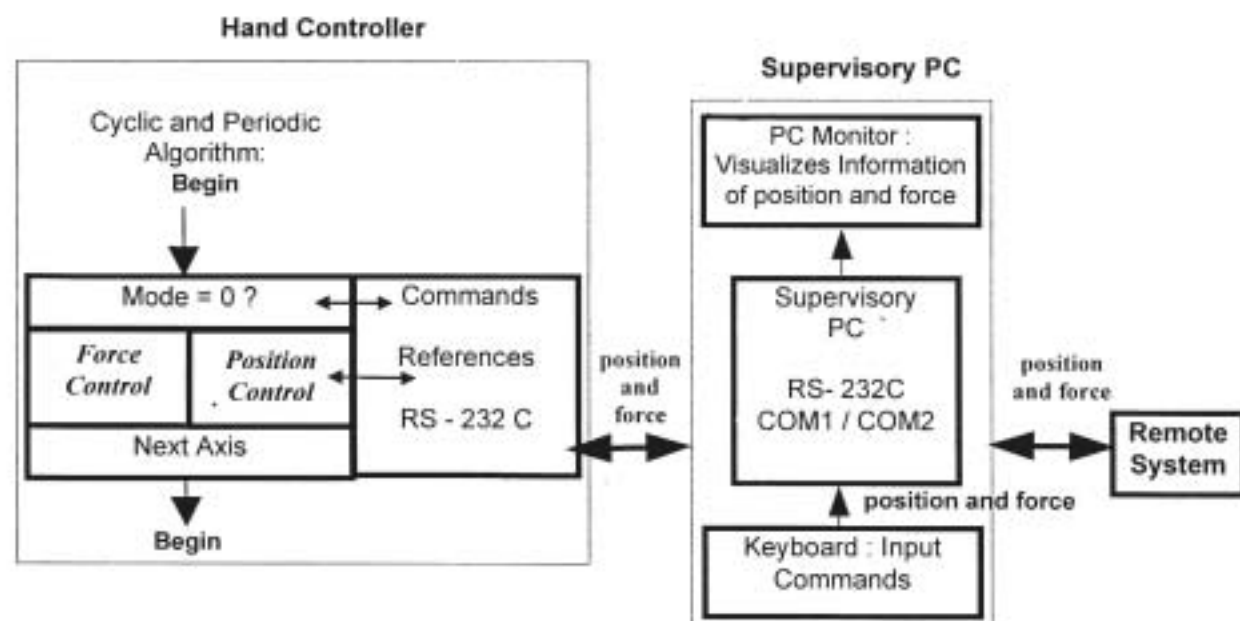 Hand Controller
Cyclic and Periodic
Algorithm:
Begin
Mode = 0 ?
Force
Control
Position
Control
Next Axis
Begin
Commands
References
RS - 232 C
position
and
force
Supervisory PC
PC Monitor :
Visualizes Information
of position and force
Supervisory
PC
RS- 232C
COM1 / COM2
position and force
Keyboard : Input
Commands
position
and force
Remote
System